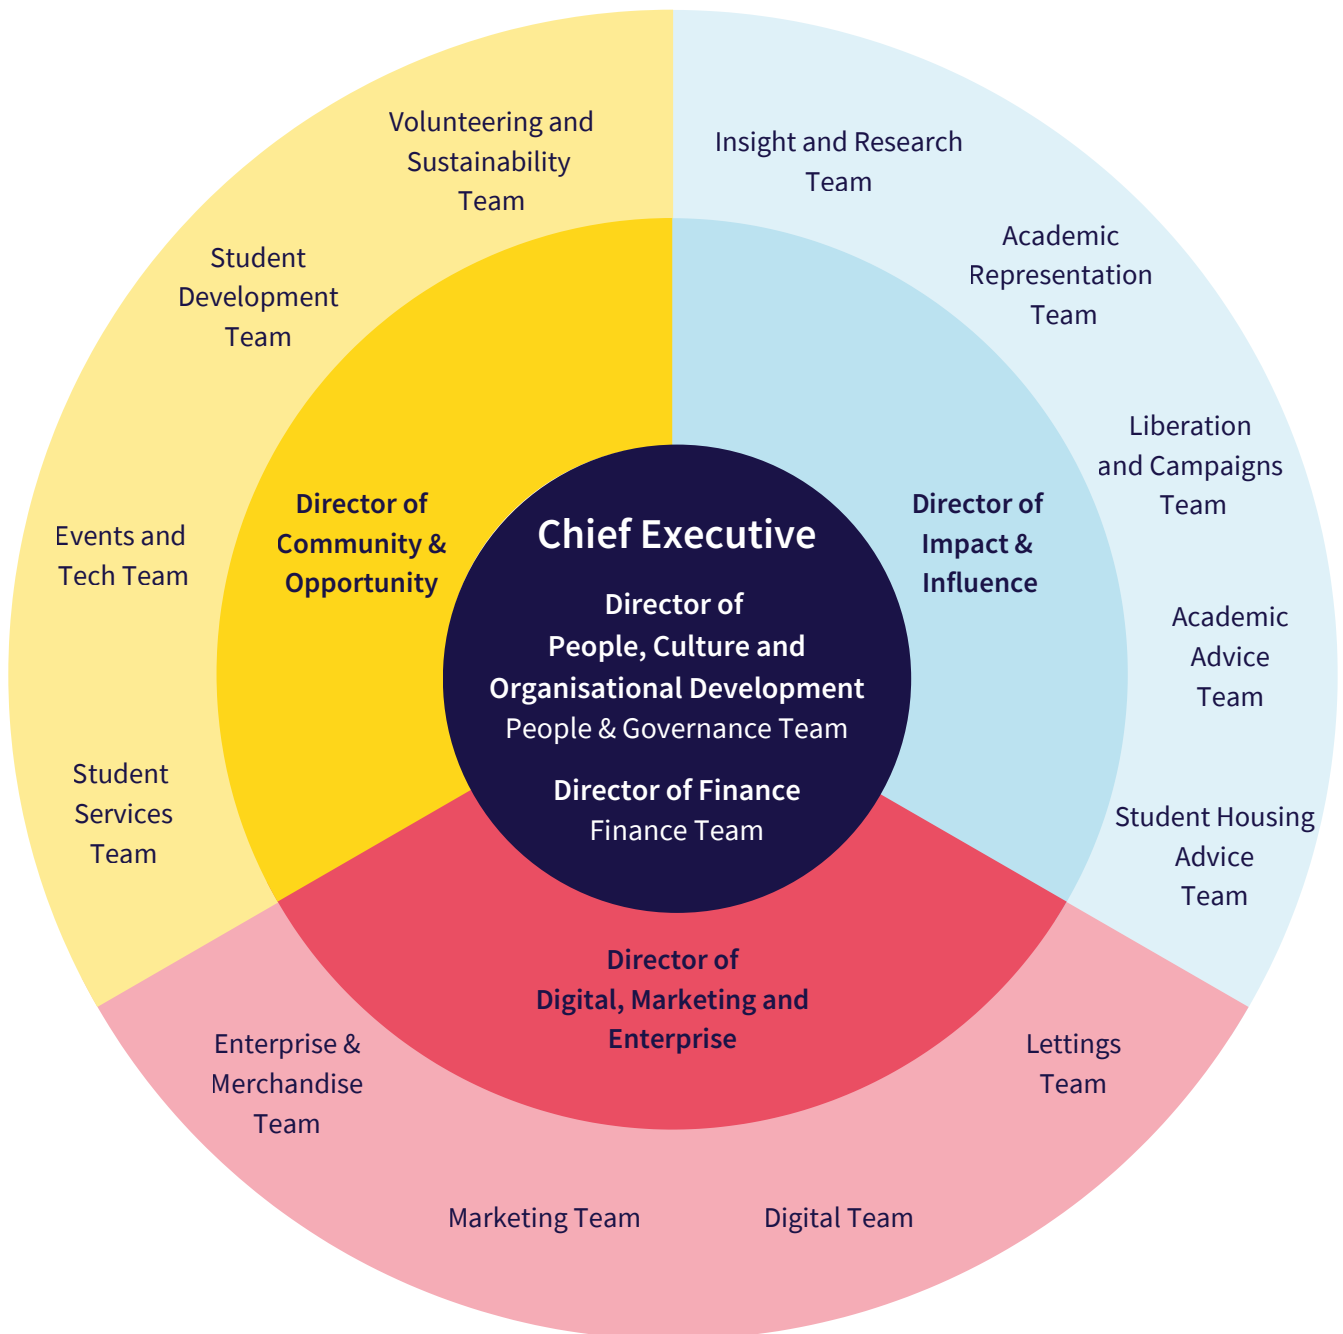 Volunteering and
Sustainability
Team
Insight and Research
Team
Student
Development
Team
Academic
Representation
Team
Liberation
and Campaigns
Team
Director of
Community &
Opportunity
Chief Executive
Director of
People, Culture and
Organisational Development
People & Governance Team
Director of Finance
Finance Team
Director of
Impact &
Influence
Events and
Tech Team
Academic
Advice
Team
Student
Services
Team
Student Housing
Advice
Team
Director of
Digital, Marketing and
Enterprise
Enterprise &
Merchandise
Team
Lettings
Team
Marketing Team
Digital Team